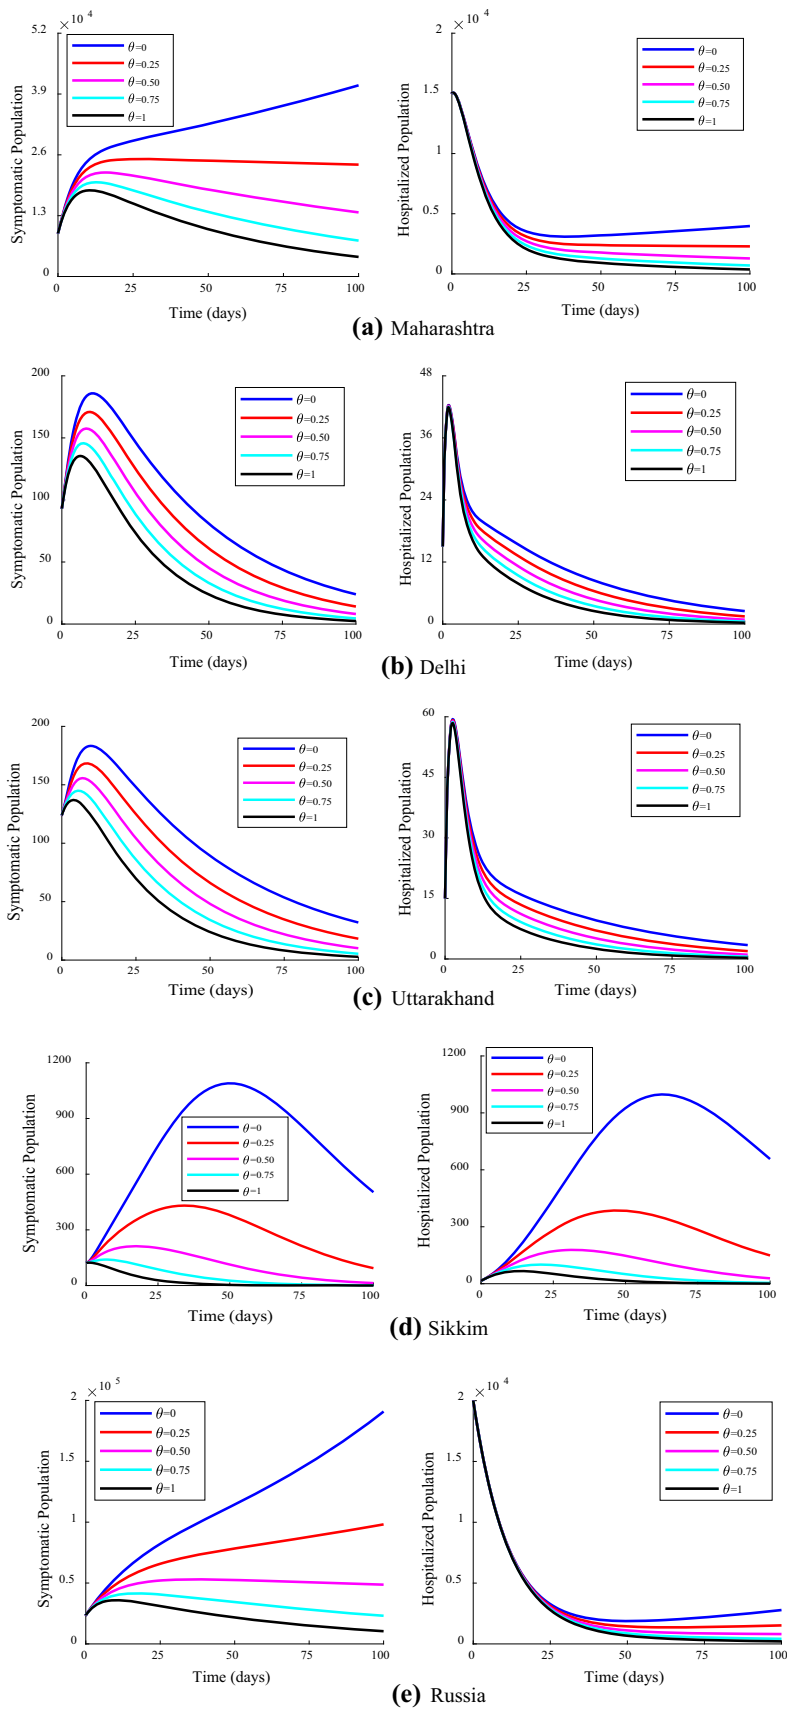 × 10 4
5.2
3.9
2.6
1.3
0
0 25 50 75 100
Symptomatic Population
Time (days)
θ=0
θ=0.25
θ=0.50
θ=0.75
θ=1
× 10 4
2
1.5
1
0.5
0
0 25 50 75 100
Hospitalized Population
Time (days)
θ=0
θ=0.25
θ=0.50
θ=0.75
θ=1
(a) Maharashtra
200
150
100
50
0
0 25 50 75 100
Symptomatic Population
Time (days)
θ=0
θ=0.25
θ=0.50
θ=0.75
θ=1
48
36
24
12
0
0 25 50 75 100
Hospitalized Population
Time (days)
θ=0
θ=0.25
θ=0.50
θ=0.75
θ=1
(b) Delhi
200
150
100
50
0
0 25 50 75 100
Symptomatic Population
Time (days)
θ=0
θ=0.25
θ=0.50
θ=0.75
θ=1
60
45
30
15
0
0 25 50 75 100
Hospitalized Population
Time (days)
θ=0
θ=0.25
θ=0.50
θ=0.75
θ=1
(c) Uttarakhand
1200
900
600
300
0
0 25 50 75 100
Symptomatic Population
Time (days)
θ=0
θ=0.25
θ=0.50
θ=0.75
θ=1
1200
900
600
300
0
0 25 50 75 100
Hospitalized Population
Time (days)
θ=0
θ=0.25
θ=0.50
θ=0.75
θ=1
(d) Sikkim
× 10 5
2
1.5
1
0.5
0
0 25 50 75 100
Symptomatic Population
Time (days)
θ=0
θ=0.25
θ=0.50
θ=0.75
θ=1
× 10 4
2
1.5
1
0.5
0
0 25 50 75 100
Hospitalized Population
Time (days)
θ=0
θ=0.25
θ=0.50
θ=0.75
θ=1
(e) Russia